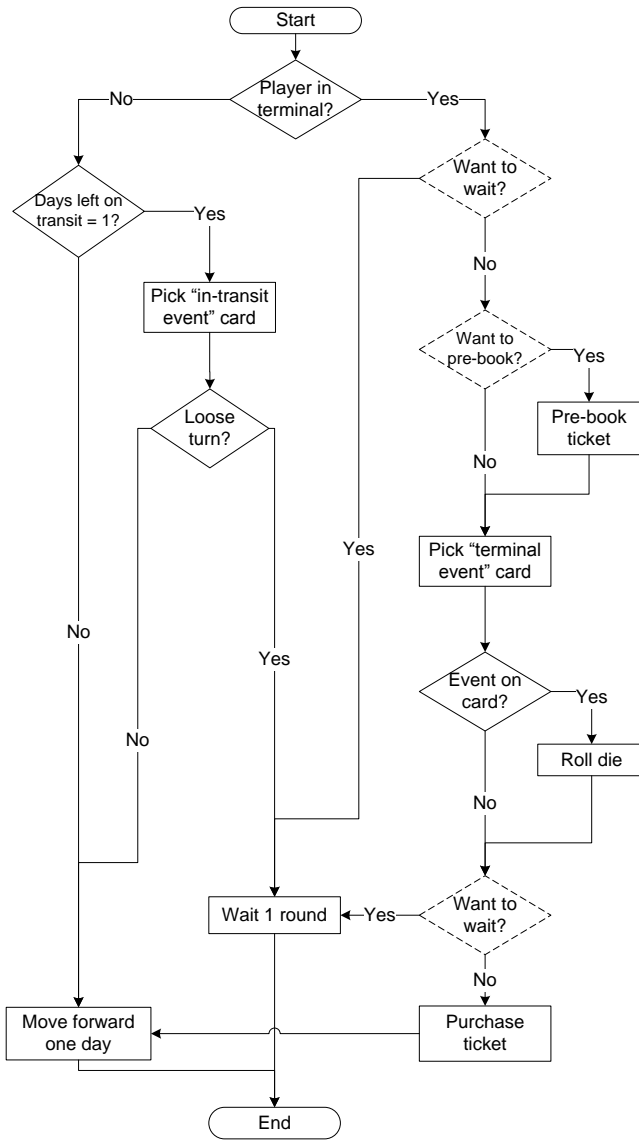 Start
Player in
terminal?
No
Yes
Days left on
transit = 1?
Yes
Want to
wait?
No
Pick “in-transit
event” card
Want to
pre-book?
Yes
Loose
turn?
Pre-book
ticket
No
Yes
Pick “terminal
event” card
No
Yes
No
Event on
card?
Yes
Roll die
No
Wait 1 round
Yes
Want to
wait?
No
Move forward
one day
Purchase
ticket
End